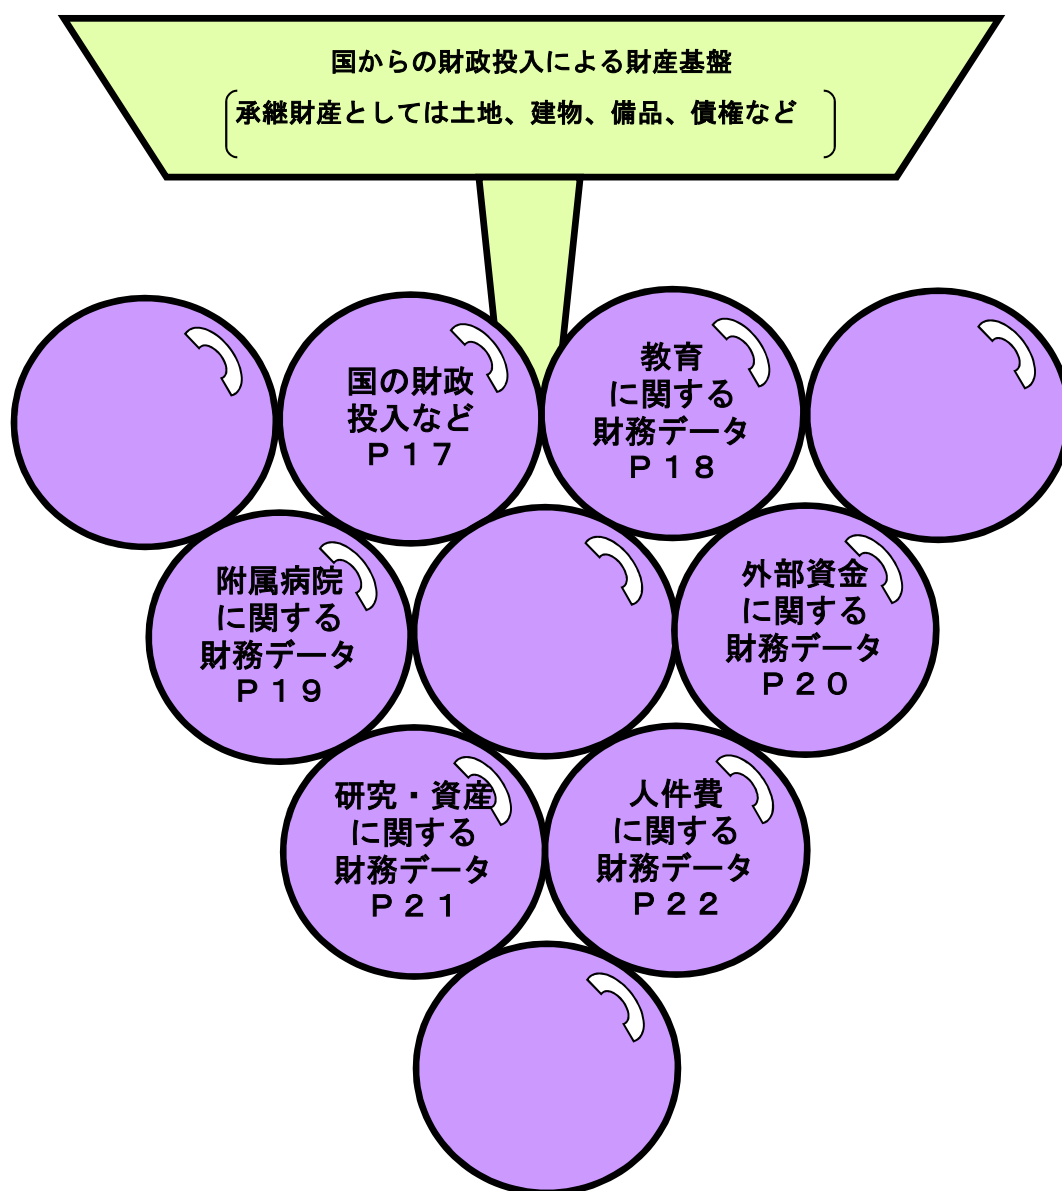 国からの財政投入による財産基盤
承継財産としては土地、建物、備品、債権など
国の財政
投入など
Ｐ１７
教育
に関する
財務データ
Ｐ１８
附属病院
に関する
財務データ
Ｐ１９
外部資金
に関する
財務データ
Ｐ２０
研究・資産
に関する
財務データ
Ｐ２１
人件費
に関する
財務データ
Ｐ２２